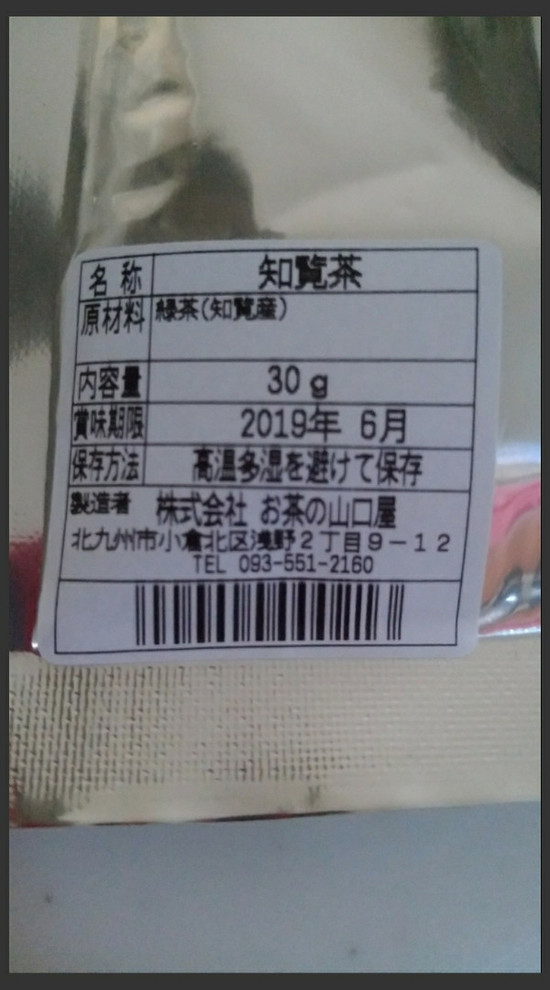 名称 知覧茶
原材料 緑茶(知覧産)
内容量 30g
賞味期限 2019年 6月
保存方法 高温多湿を避けて保存
製造者 株式会社 お茶の山口屋
北九州市小倉北区浅野2丁目9-12
TEL 093-551-2160